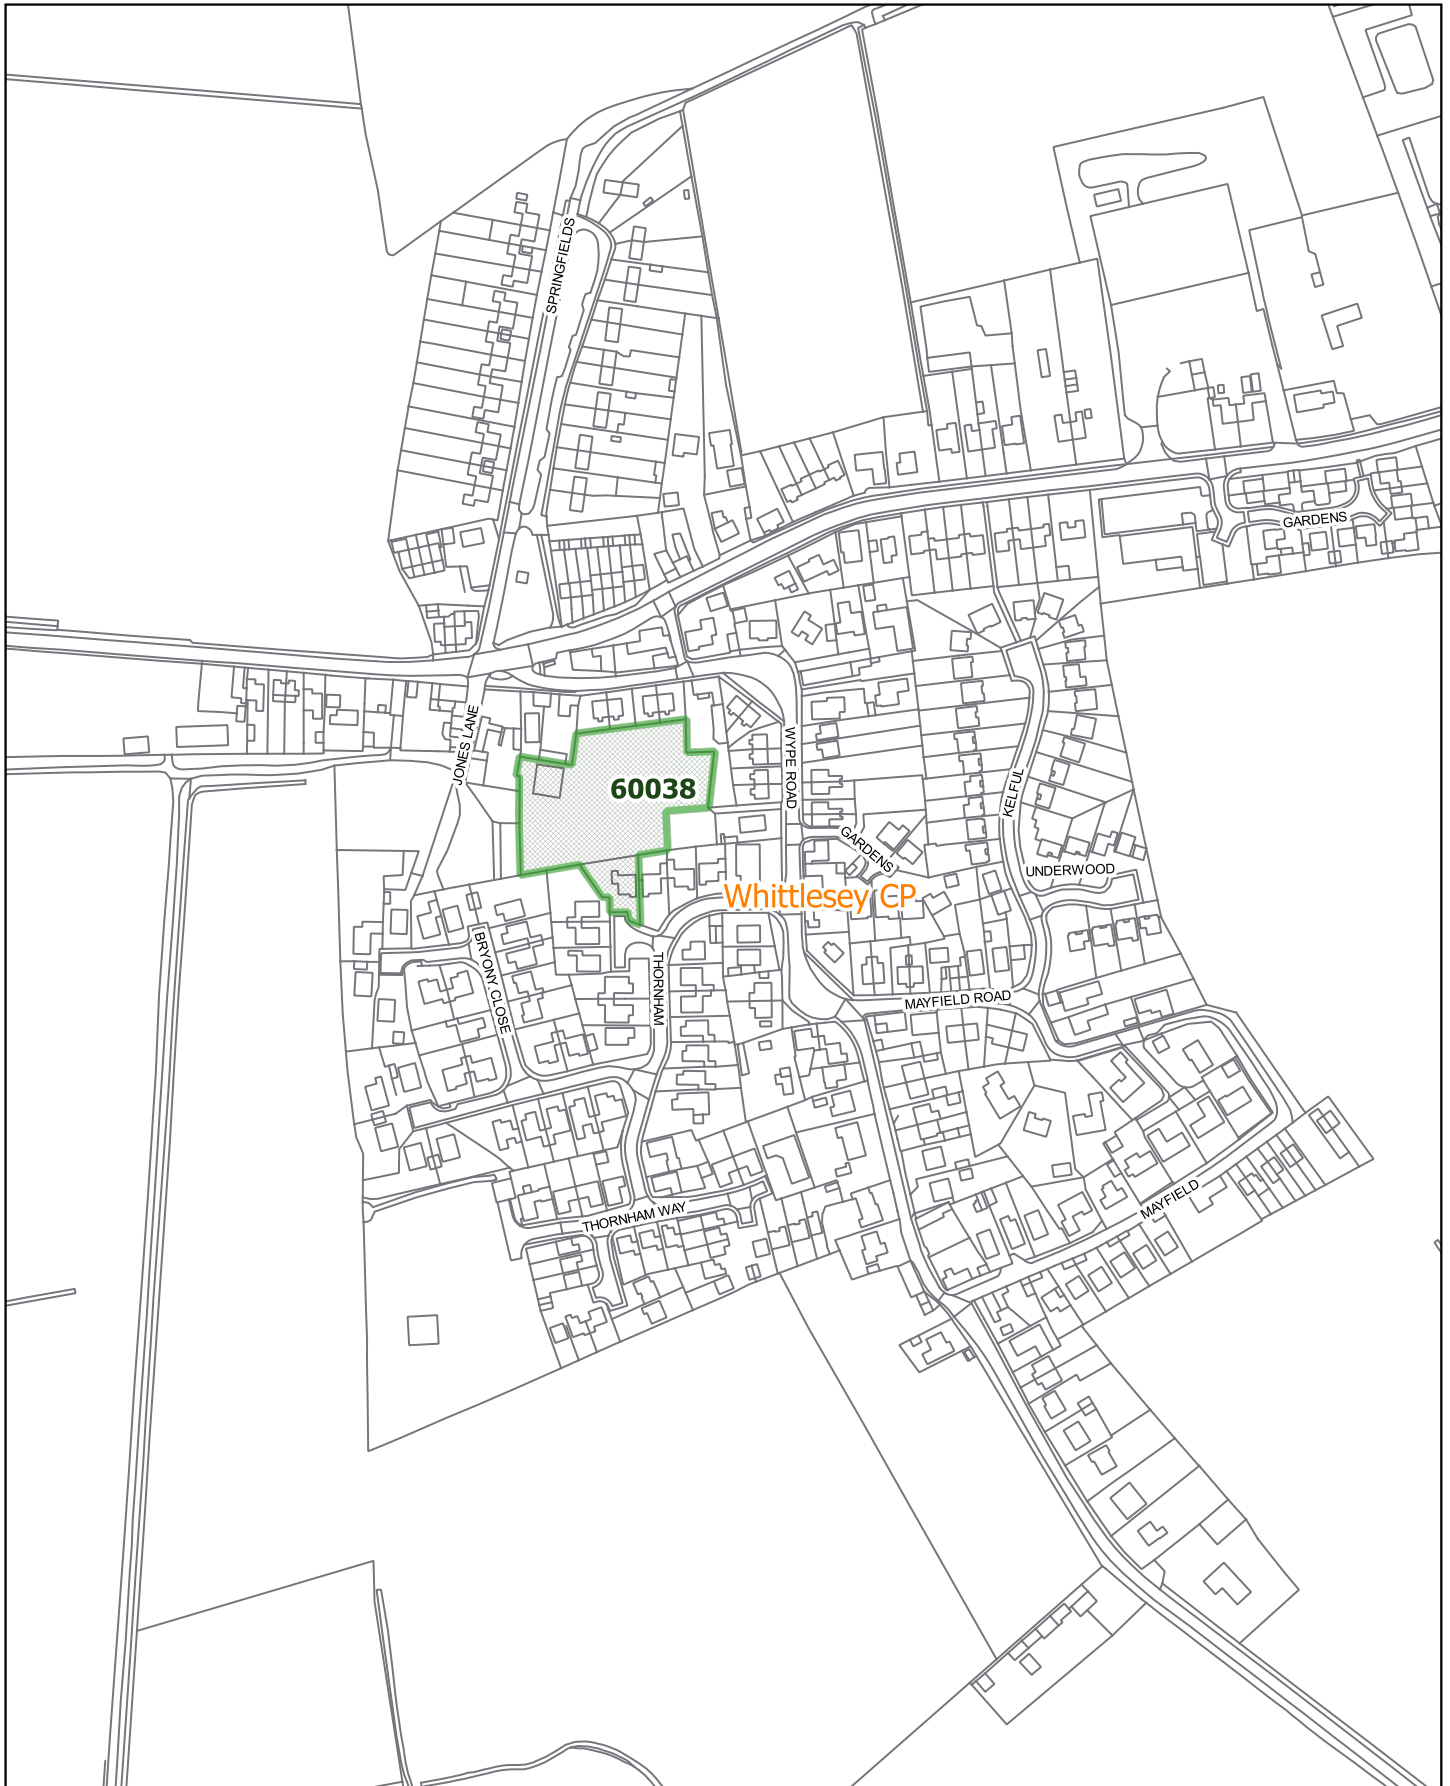 SPRINGFIELDS
GARDENS
JONES LANE
WYPE ROAD
60038
KELFUL
GARDENS
UNDERWOOD
Whittlesey CP
BRYONY CLOSE
THORNHAM
MAYFIELD ROAD
MAYFIELD
THORNHAM WAY